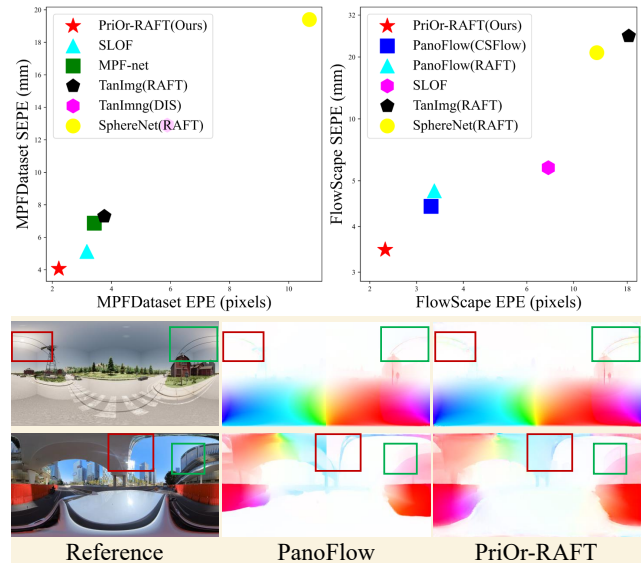 20
18
16
14
12
10
8
6
4
2
4
6
8
10
MPFDataset SEPE (mm)
MPFDataset EPE (pixels)
PriOr-RAFT(Ours)
SLOF
MPF-net
TanImg(RAFT)
TanImng(DIS)
SphereNet(RAFT)
32
20
10
5
4
3
2
3
6
10
18
FlowScape SEPE (mm)
FlowScape EPE (pixels)
PriOr-RAFT(Ours)
PanoFlow(CSFlow)
PanoFlow(RAFT)
SLOF
TanImg(RAFT)
SphereNet(RAFT)
Reference
PanoFlow
PriOr-RAFT